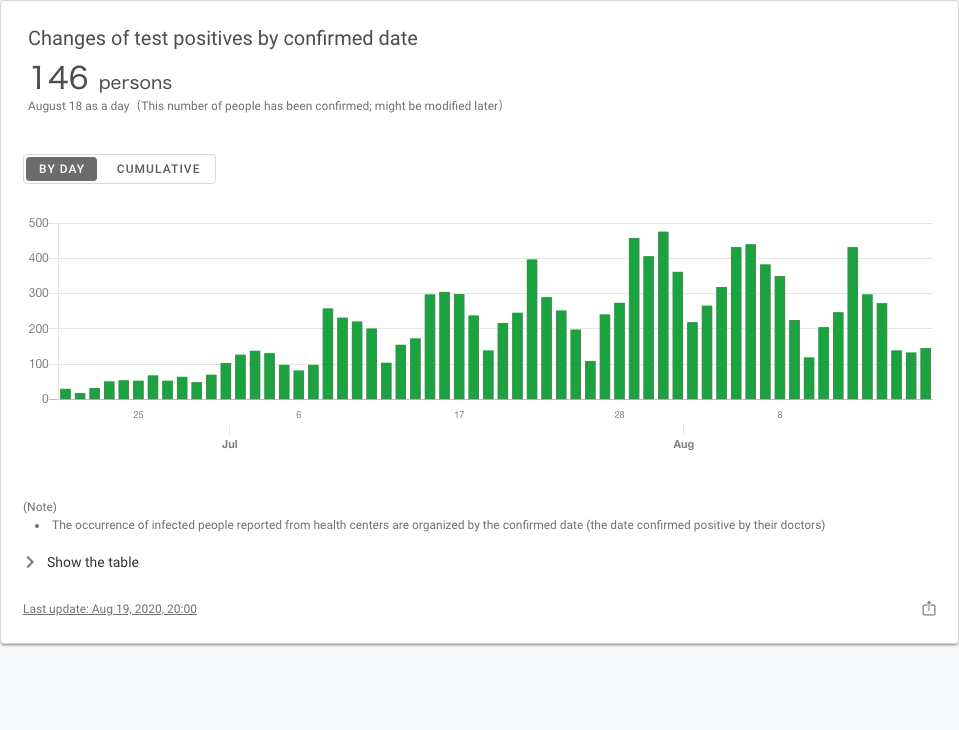 Changes of test positives by confirmed date
146 persons
August 18 as a day（This number of people has been confirmed; might be modified later）
BY DAY CUMULATIVE
500
400
300
200
100
0
25 6 17 28 8
Jul Aug
(Note)
• The occurrence of infected people reported from health centers are organized by the confirmed date (the date confirmed positive by their doctors)
Show the table
Last update: Aug 19, 2020, 20:00